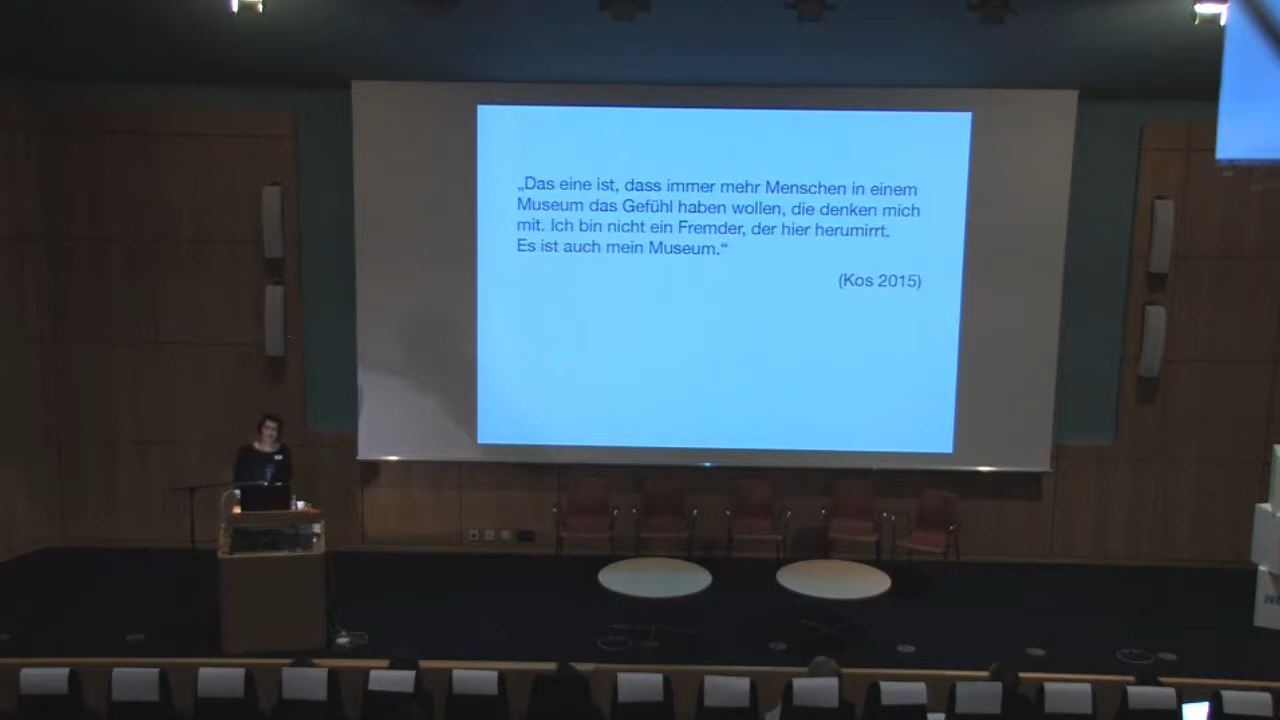 „Das eine ist, dass immer mehr Menschen in einem
Museum das Gefühl haben wollen, die denken mich
mit. Ich bin nicht ein Fremder, der hier herumirrt.
Es ist auch mein Museum.“
(Kos 2015)